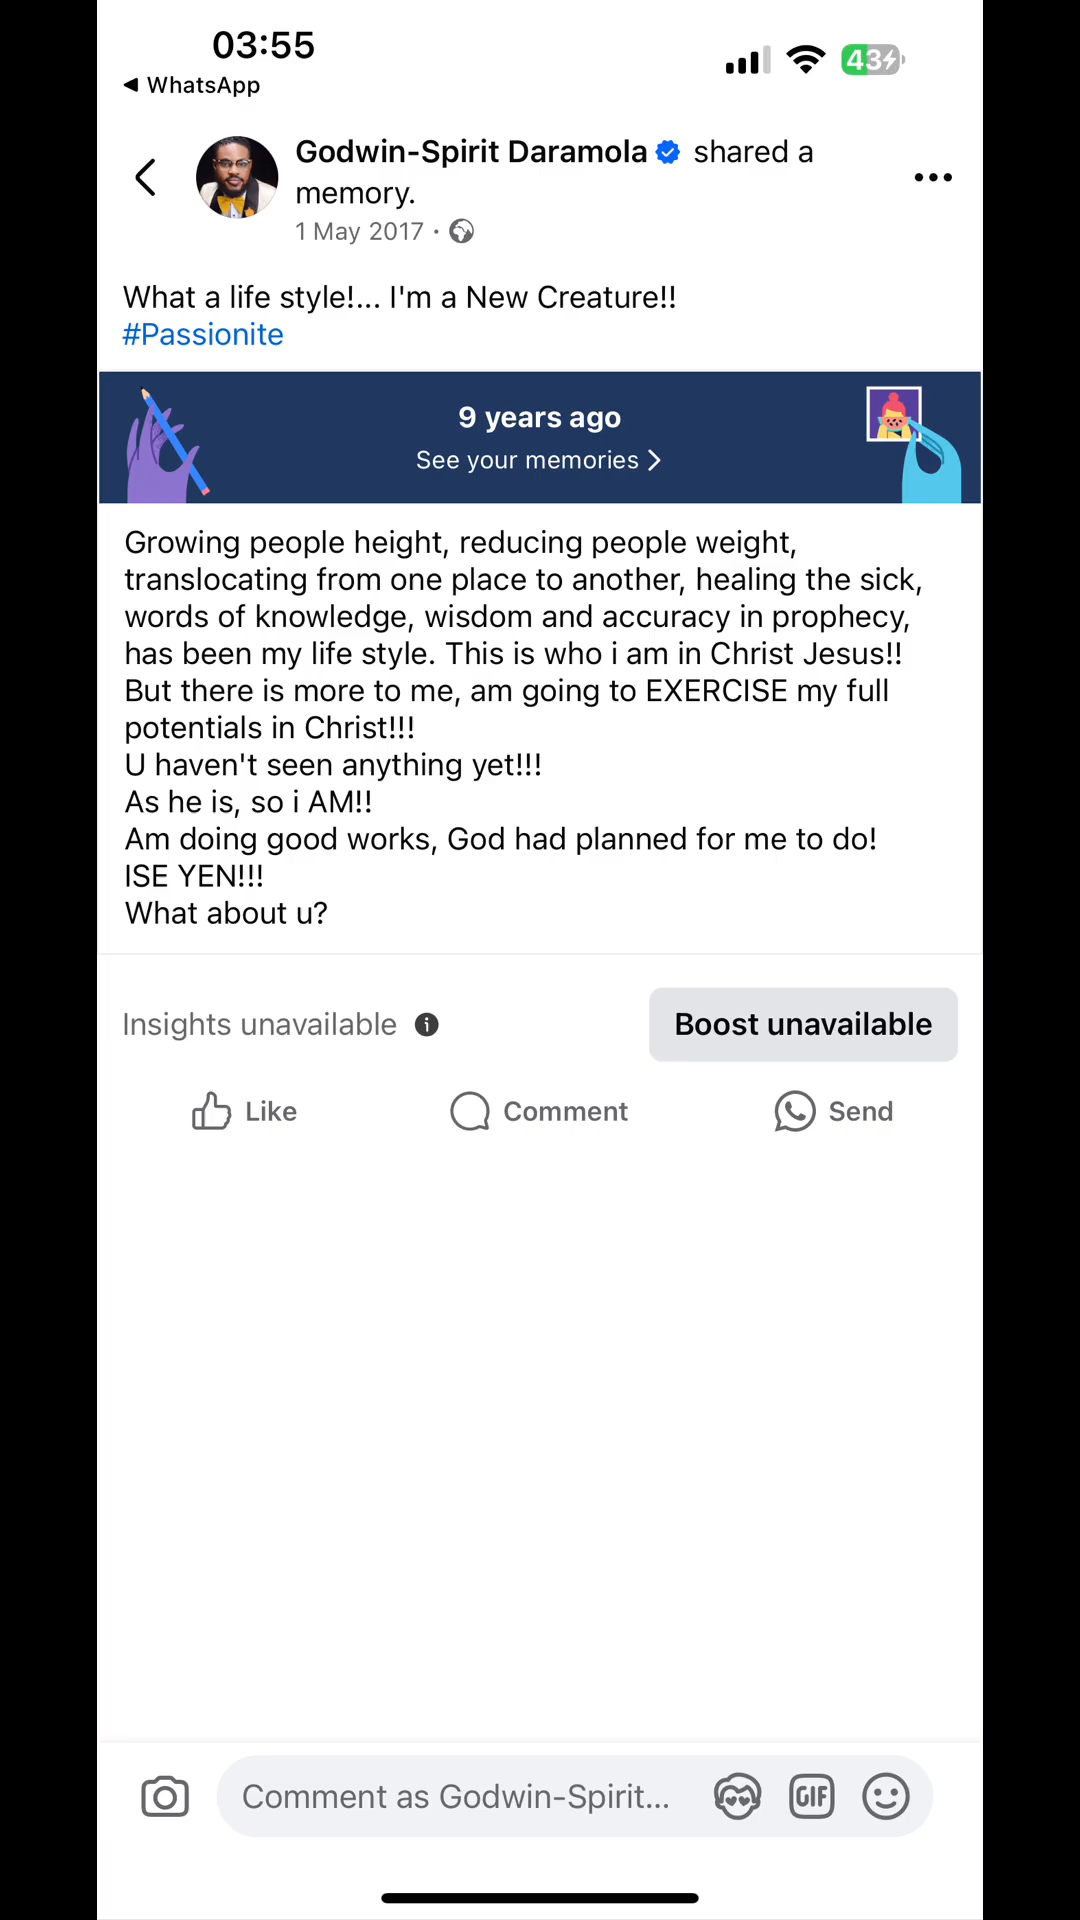 03:55
43
WhatsApp
Godwin-Spirit Daramola shared a
memory.
1 May 2017 ·
What a life style!... I'm a New Creature!!
#Passionite
9 years ago
See your memories
Growing people height, reducing people weight,
translocating from one place to another, healing the sick,
words of knowledge, wisdom and accuracy in prophecy,
has been my life style. This is who i am in Christ Jesus!!
But there is more to me, am going to EXERCISE my full
potentials in Christ!!!
U haven't seen anything yet!!!
As he is, so i AM!!
Am doing good works, God had planned for me to do!
ISE YEN!!!
What about u?
Insights unavailable
Boost unavailable
Like
Comment
Send
Comment as Godwin-Spirit...
GIF